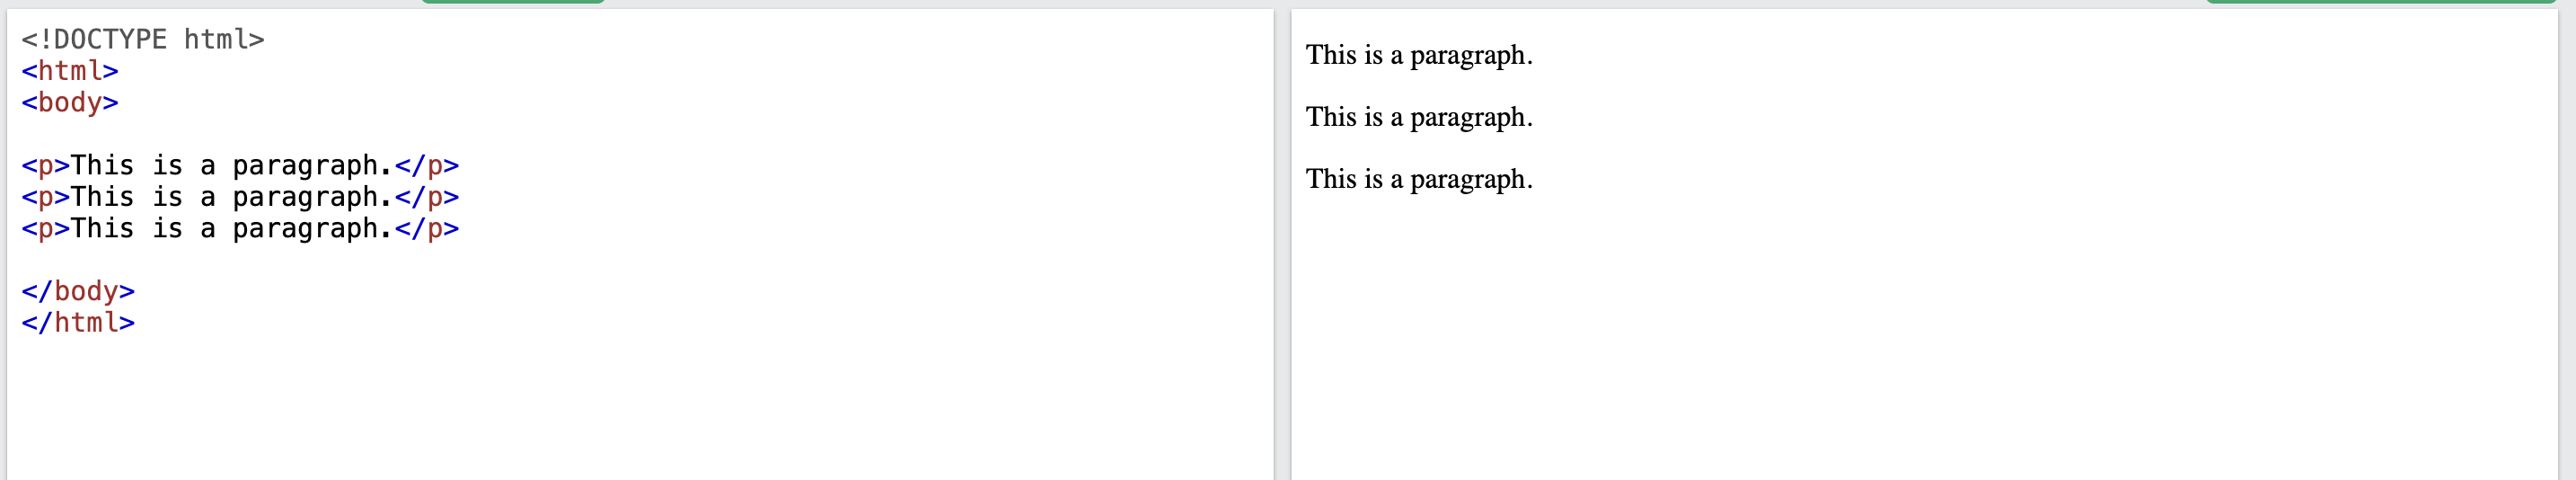 <!DOCTYPE html>
<html>
<body>
<p>This is a paragraph.</p>
<p>This is a paragraph.</p>
<p>This is a paragraph.</p>
</body>
</html>
This is a paragraph.
This is a paragraph.
This is a paragraph.